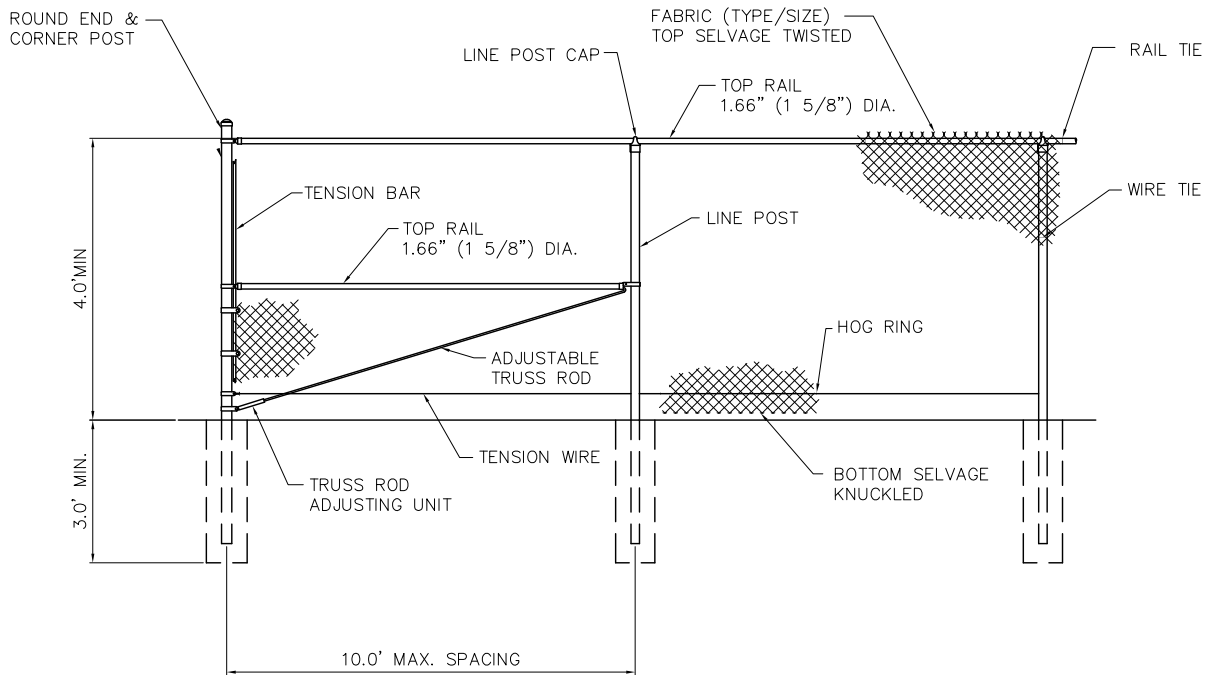 ROUND END &
CORNER POST
FABRIC (TYPE/SIZE)
TOP SELVAGE TWISTED
LINE POST CAP
RAIL TIE
TOP RAIL
1.66” (1 5/8”) DIA.
TENSION BAR
WIRE TIE
LINE POST
TOP RAIL
1.66” (1 5/8”) DIA.
4.0'MIN
HOG RING
ADJUSTABLE
TRUSS ROD
TENSION WIRE
BOTTOM SELVAGE
KNUCKLED
TRUSS ROD
ADJUSTING UNIT
3.0' MIN.
10.0' MAX. SPACING